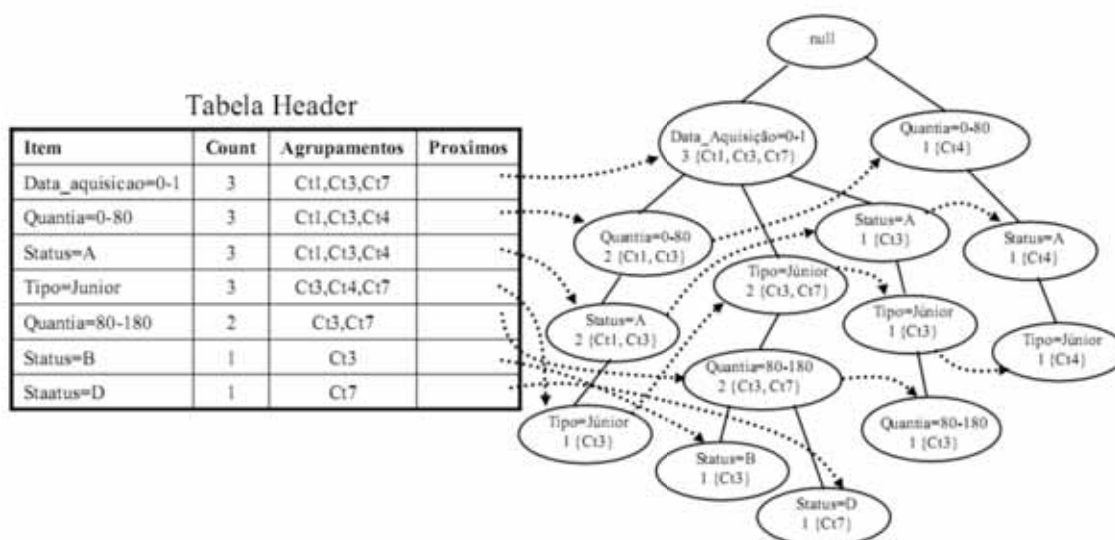 Tabela Header
Item Count Agrupamentos Proximos
Data_aquisicao=0-1 3 Ct1,Ct3,Ct7
Quantia=0-80 3 Ct1,Ct3,Ct4
Status=A 3 Ct1,Ct3,Ct4
Tipo=Junior 3 Ct3,Ct4,Ct7
Quantia=80-180 2 Ct3,Ct7
Status=B 1 Ct3
Staatus=D 1 Ct7
null
Data_Aquisição=0-1
3 {Ct1, Ct3, Ct7}
Quantia=0-80
1 {Ct4}
Quantia=0-80
2 {Ct1, Ct3}
Tipo=Júnior
2 {Ct3, Ct7}
Status=A
1 {Ct3}
Status=A
1 {Ct4}
Status=A
2 {Ct1, Ct3}
Quantia=80-180
2 {Ct3, Ct7}
Tipo=Júnior
1 {Ct3}
Tipo=Júnior
1 {Ct4}
Tipo=Júnior
1 {Ct3}
Status=B
1 {Ct3}
Status=D
1 {Ct7}
Quantia=80-180
1 {Ct3}